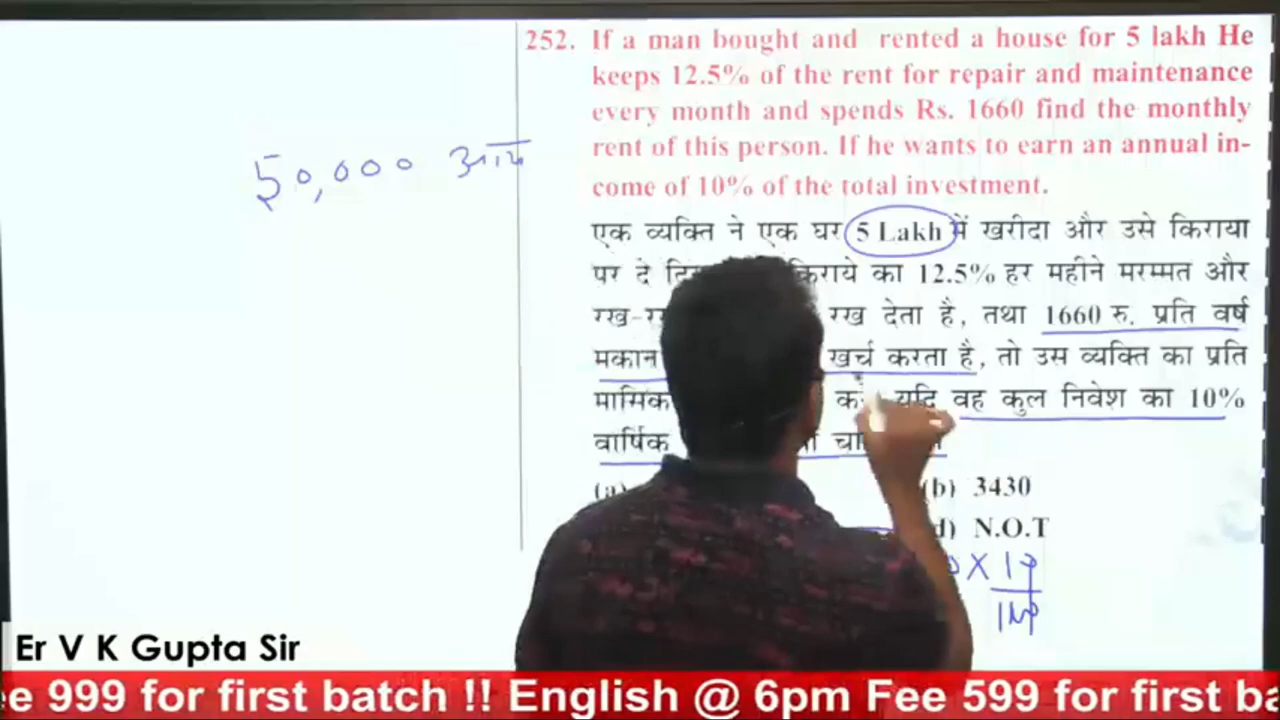 252. If a man bought and rented a house for 5 lakh He
keeps 12.5% of the rent for repair and maintenance
every month and spends Rs. 1660 find the monthly
rent of this person. If he wants to earn an annual in-
come of 10% of the total investment.
50,000 आय
एक व्यक्ति ने एक घर 5 Lakh में खरीदा और उसे किराया
पर दे किराये का 12.5% हर महीने मरम्मत और
रख देता है, तथा 1660 रु. प्रति वर्ष
मकान खर्च करता है, तो उस व्यक्ति का प्रति
मासिक यदि वह कुल निवेश का 10%
वार्षिक
(b) 3430
d) N.O.T
X 10
100
Er V K Gupta Sir
e 999 for first batch !! English @ 6pm Fee 599 for first ba